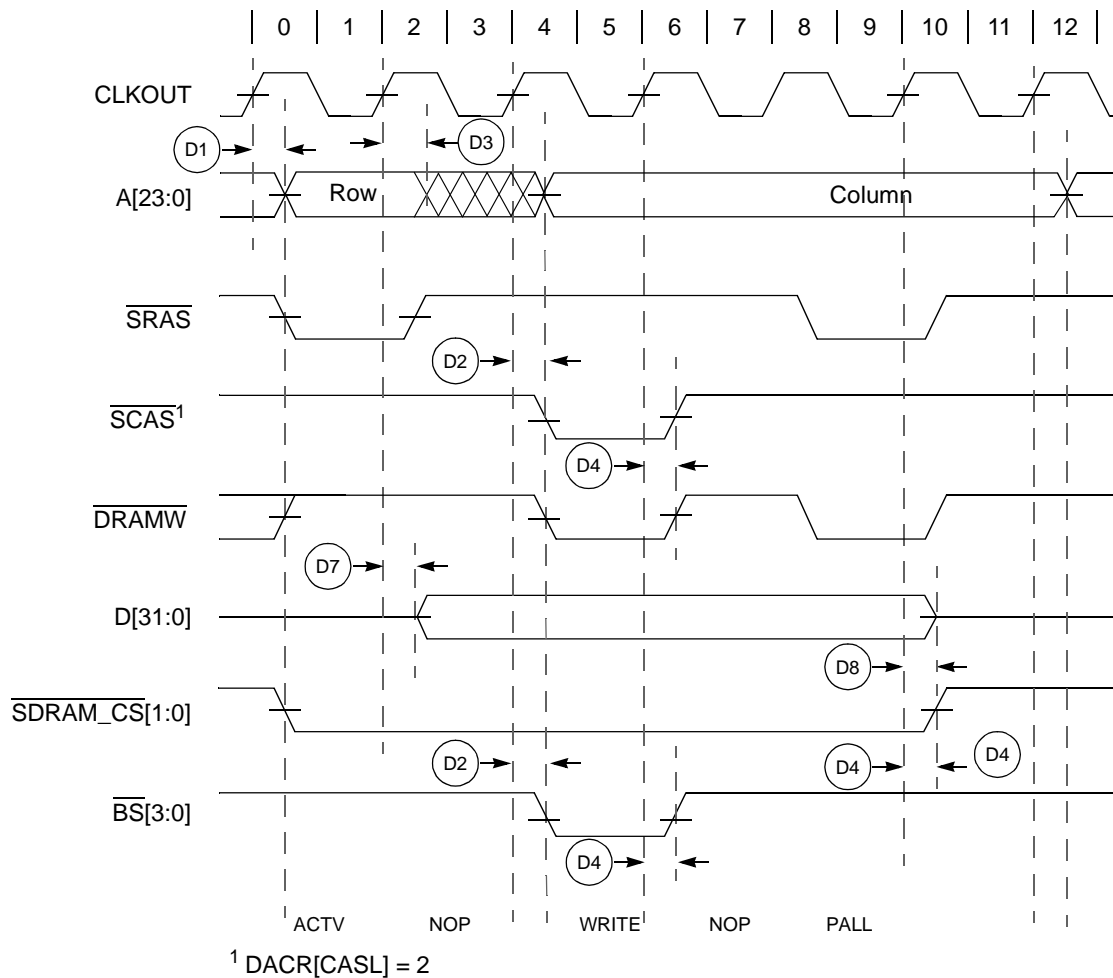 0 1 2 3 4 5 6 7 8 9 10 11 12
CLKOUT
D1 D3
A[23:0] Row Column
SRAS
D2
SCAS1
D4
DRAMW
D7
D[31:0]
D8
SDRAM_CS[1:0]
D2 D4 D4
BS[3:0]
D4
ACTV NOP WRITE NOP PALL
1 DACR[CASL] = 2